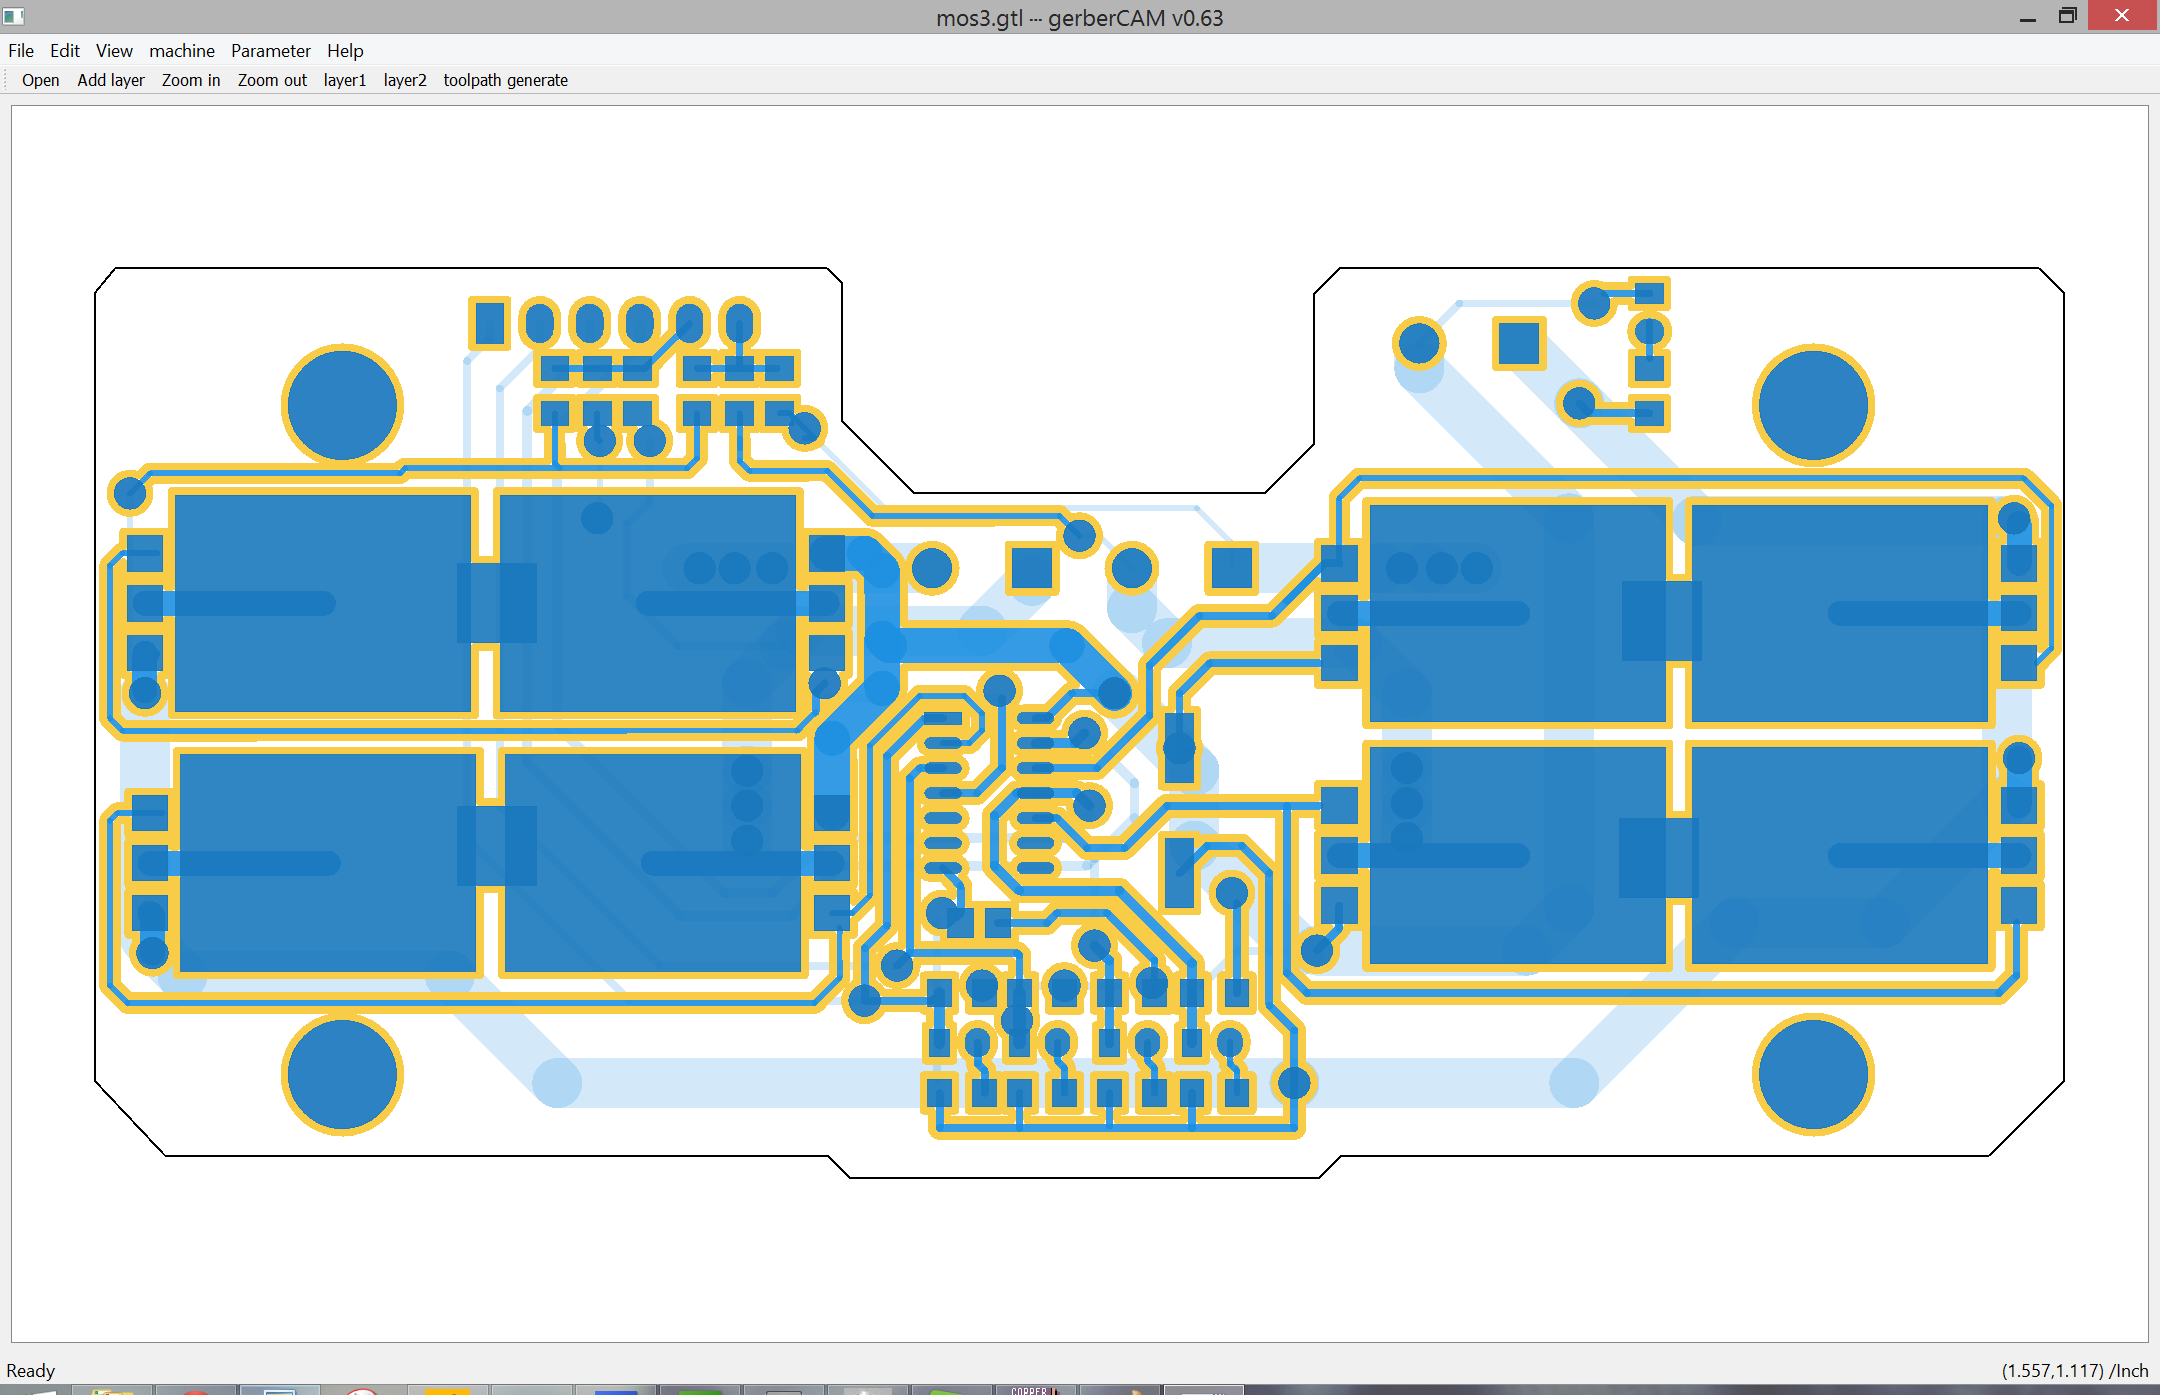 mos3.gtl --- gerberCAM v0.63
File Edit View machine Parameter Help
Open Add layer Zoom in Zoom out layer1 layer2 toolpath generate
Ready (1.557,1.117) /Inch
COPPER